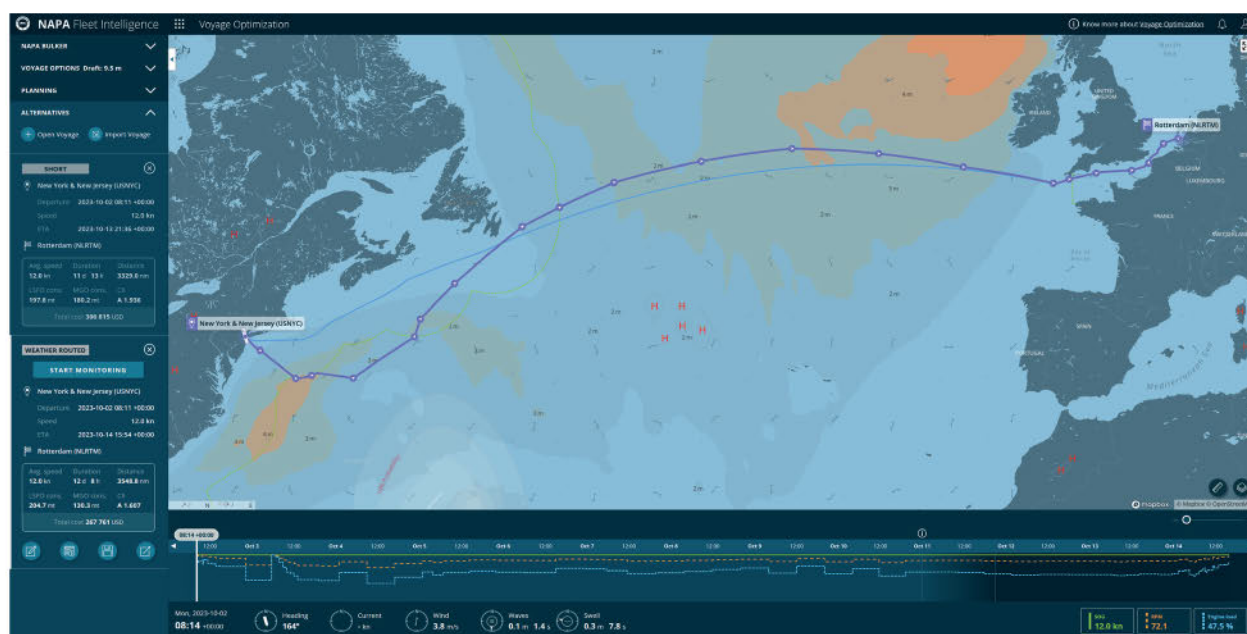 NAPA Fleet Intelligence
Voyage Optimization
Know more about Voyage Optimization
NAPA BULKER
VOYAGE OPTIONS Draft: 9.5 m
PLANNING
ALTERNATIVES
Open Voyage
Import Voyage
SHORT
New York & New Jersey (USNYC)
Departure 2023-10-02 08:11 +00:00
Speed 12.0 kn
ETA 2023-10-13 21:36 +00:00
Rotterdam (NLRTM)
Avg. speed Duration Distance
12.0 kn 11 d 13 h 3329.0 nm
LSFO cons. MGO cons. CII
197.8 mt 180.2 mt A 1.936
Total cost 306 815 USD
WEATHER ROUTED
START MONITORING
New York & New Jersey (USNYC)
Departure 2023-10-02 08:11 +00:00
Speed 12.0 kn
ETA 2023-10-14 15:54 +00:00
Rotterdam (NLRTM)
Avg. speed Duration Distance
12.0 kn 12 d 8 h 3548.8 nm
LSFO cons. MGO cons. CII
204.7 mt 130.3 mt A 1.607
Total cost 267 761 USD
New York & New Jersey (USNYC)
Rotterdam (NLRTM)
UNITED KINGDOM
IRELAND
BELGIUM
LUXEMBOURG
FRANCE
SPAIN
PORTUGAL
Mediterranean Sea
mapbox
© Mapbox © OpenStreetM
08:14 +00:00
12:00 Oct 3 12:00 Oct 4 12:00 Oct 5 12:00 Oct 6 12:00 Oct 7 12:00 Oct 8 12:00 Oct 9 12:00 Oct 10 12:00 Oct 11 12:00 Oct 12 12:00 Oct 13 12:00 Oct 14 12:00
Mon, 2023-10-02
08:14 +00:00
Heading
164°
Current
- kn
Wind
3.8 m/s
Waves
0.1 m 1.4 s
Swell
0.3 m 7.8 s
SOG
12.0 kn
RPM
72.1
Engine load
47.5 %